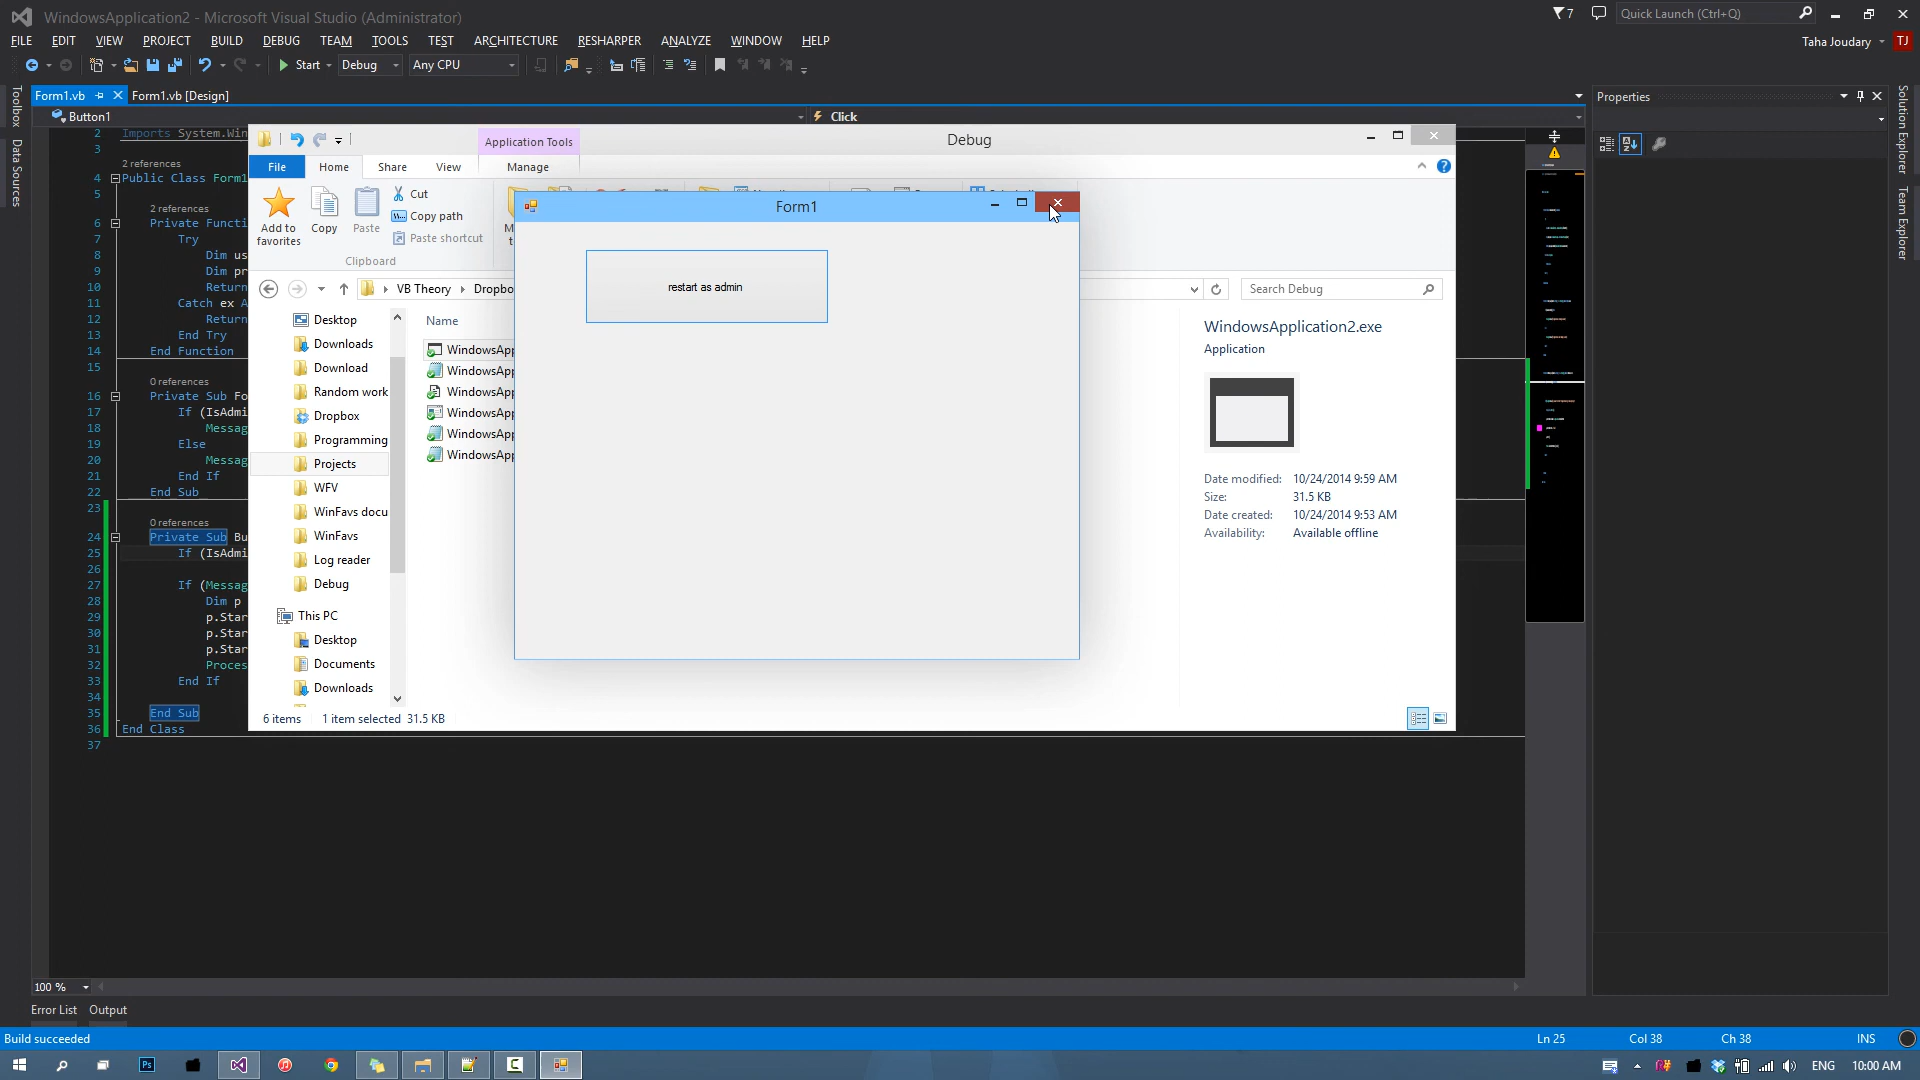 WindowsApplication2 - Microsoft Visual Studio (Administrator)
7
Quick Launch (Ctrl+Q)
FILE EDIT VIEW PROJECT BUILD DEBUG TEAM TOOLS TEST ARCHITECTURE RESHARPER ANALYZE WINDOW HELP
Taha Joudary TJ
Start Debug Any CPU
Form1.vb Form1.vb [Design]
Button1
Click
Toolbox
Data Sources
2 Imports System.Win
3
2 references
4 Public Class Form1
5
2 references
6 Private Functi
7 Try
8 Dim us
9 Dim pr
10 Return
11 Catch ex A
12 Return
13 End Try
14 End Function
15
0 references
16 Private Sub Fo
17 If (IsAdmi
18 Messag
19 Else
20 Messag
21 End If
22 End Sub
23
0 references
24 Private Sub Bu
25 If (IsAdmi
26
27 If (Messag
28 Dim p
29 p.Star
30 p.Star
31 p.Star
32 Proces
33 End If
34
35 End Sub
36 End Class
37
100 %
Application Tools
Debug
File Home Share View Manage
Add to favorites
Copy
Paste
Cut
Copy path
Paste shortcut
Clipboard
VB Theory Dropbo
Search Debug
Desktop
Downloads
Download
Random work
Dropbox
Programming
Projects
WFV
WinFavs docu
WinFavs
Log reader
Debug
This PC
Desktop
Documents
Downloads
Name
WindowsApp
WindowsApp
WindowsApp
WindowsApp
WindowsApp
WindowsApp
Form1
restart as admin
WindowsApplication2.exe
Application
Date modified: 10/24/2014 9:59 AM
Size: 31.5 KB
Date created: 10/24/2014 9:53 AM
Availability: Available offline
6 items 1 item selected 31.5 KB
Properties
Solution Explorer
Team Explorer
Error List Output
Build succeeded
Ln 25 Col 38 Ch 38 INS
Ps
ENG 10:00 AM